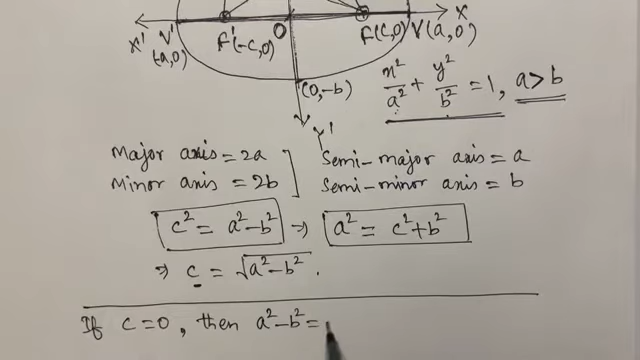 X' V' F'(-c,0) O F(c,0) V(a,0) X
(-a,0)
(0,-b)
Y'
x²/a² + y²/b² = 1, a>b
Major axis = 2a
Minor axis = 2b
Semi-major axis = a
Semi-minor axis = b
c² = a²-b² ⇒ a² = c²+b²
⇒ c = √a²-b² .
If c=0, then a²-b²=